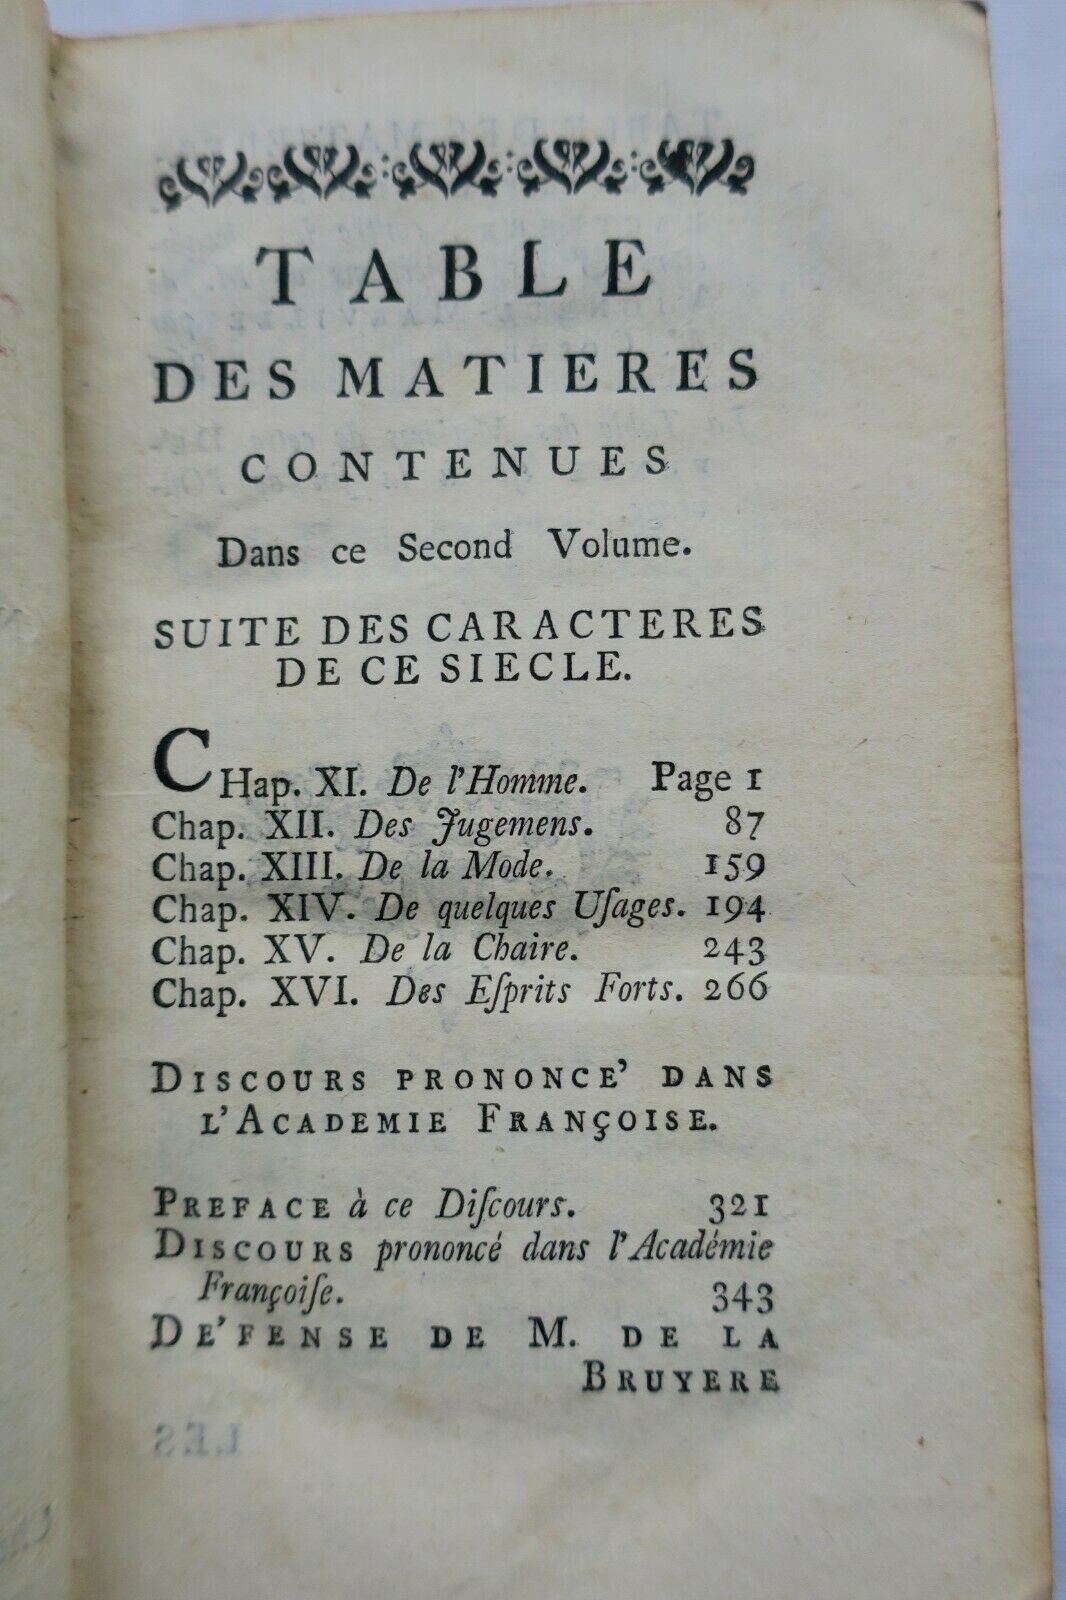 TABLE
DES MATIERES
CONTENUES
Dans ce Second Volume.
SUITE DES CARACTERES
DE CE SIECLE.
CHap. XI. De l'Homme. Page 1
Chap. XII. Des Jugemens. 87
Chap. XIII. De la Mode. 159
Chap. XIV. De quelques Uſages. 194
Chap. XV. De la Chaire. 243
Chap. XVI. Des Eſprits Forts. 266
DISCOURS PRONONCE' DANS
L'ACADEMIE FRANÇOISE.
PREFACE à ce Diſcours. 321
DISCOURS prononcé dans l'Académie
Françoiſe. 343
DE'FENSE DE M. DE LA
BRUYERE